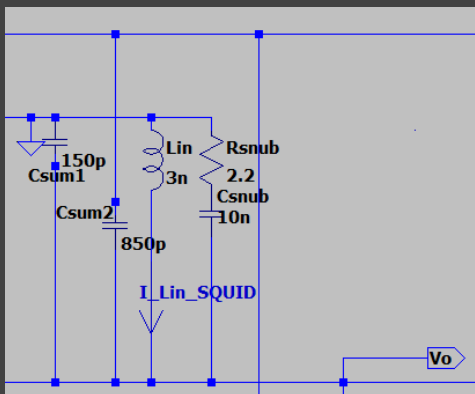 Lin
Rsnub
150p
3n
2.2
Csum1
Csnub
Csum2
10n
850p
I_Lin_SQUID
Vo